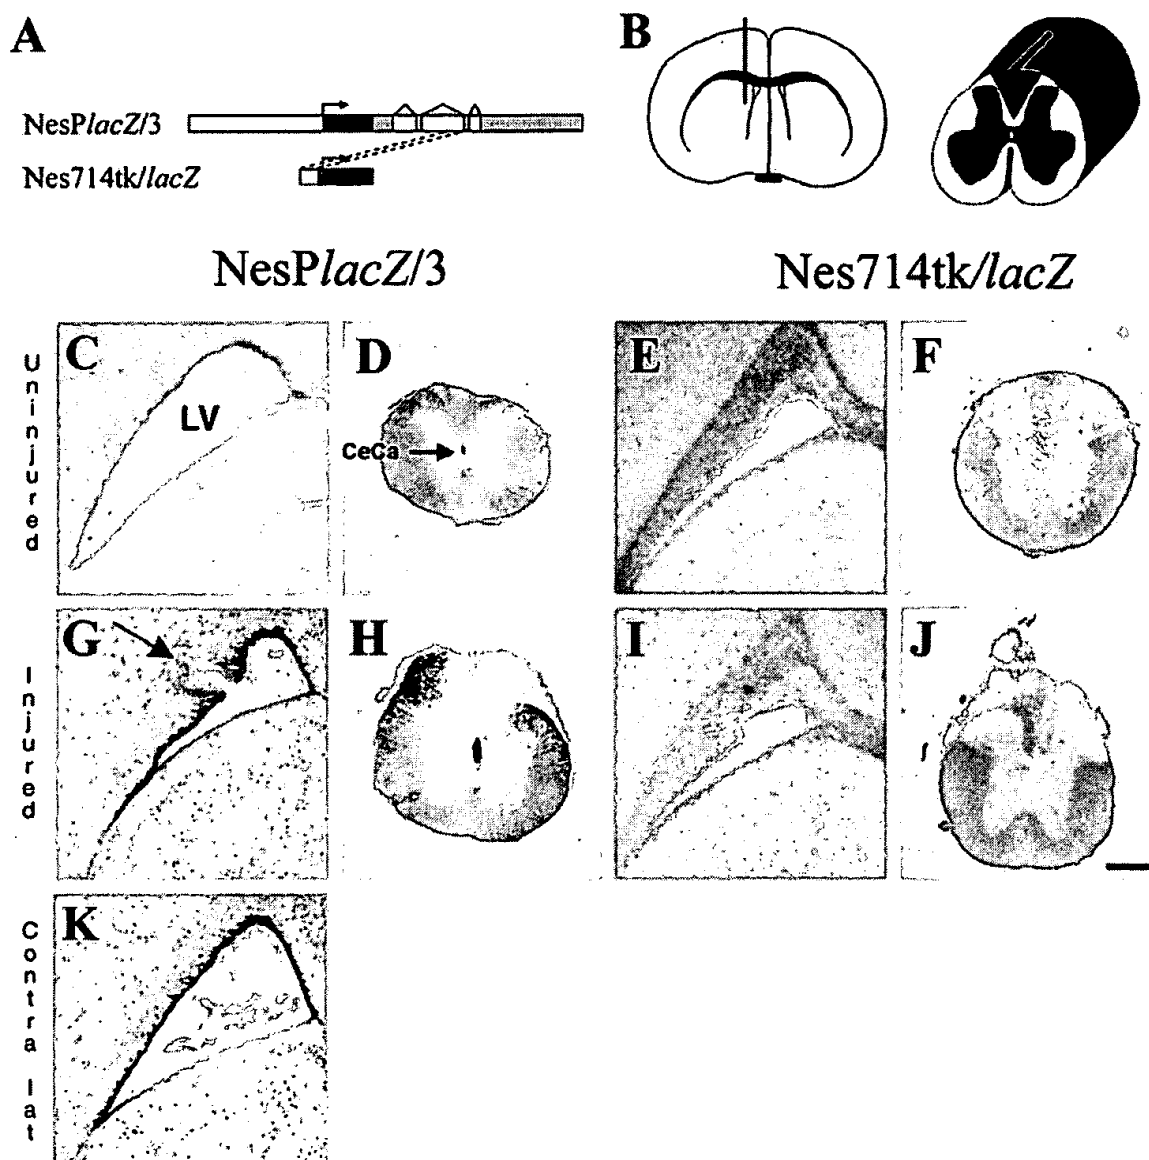 A
B
NesPlacZ/3
Nes714tk/lacZ
NesPlacZ/3
Nes714tk/lacZ
Uninjured
C
LV
D
CeCa
E
F
Injured
G
H
I
J
Contra lat
K